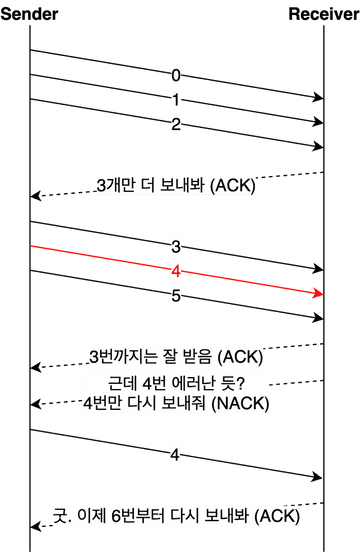 Sender
Receiver
0
1
2
3개만 더 보내봐 (ACK)
3
4
5
3번까지는 잘 받음 (ACK)
근데 4번 에러난 듯?
4번만 다시 보내줘 (NACK)
4
굿. 이제 6번부터 다시 보내봐 (ACK)